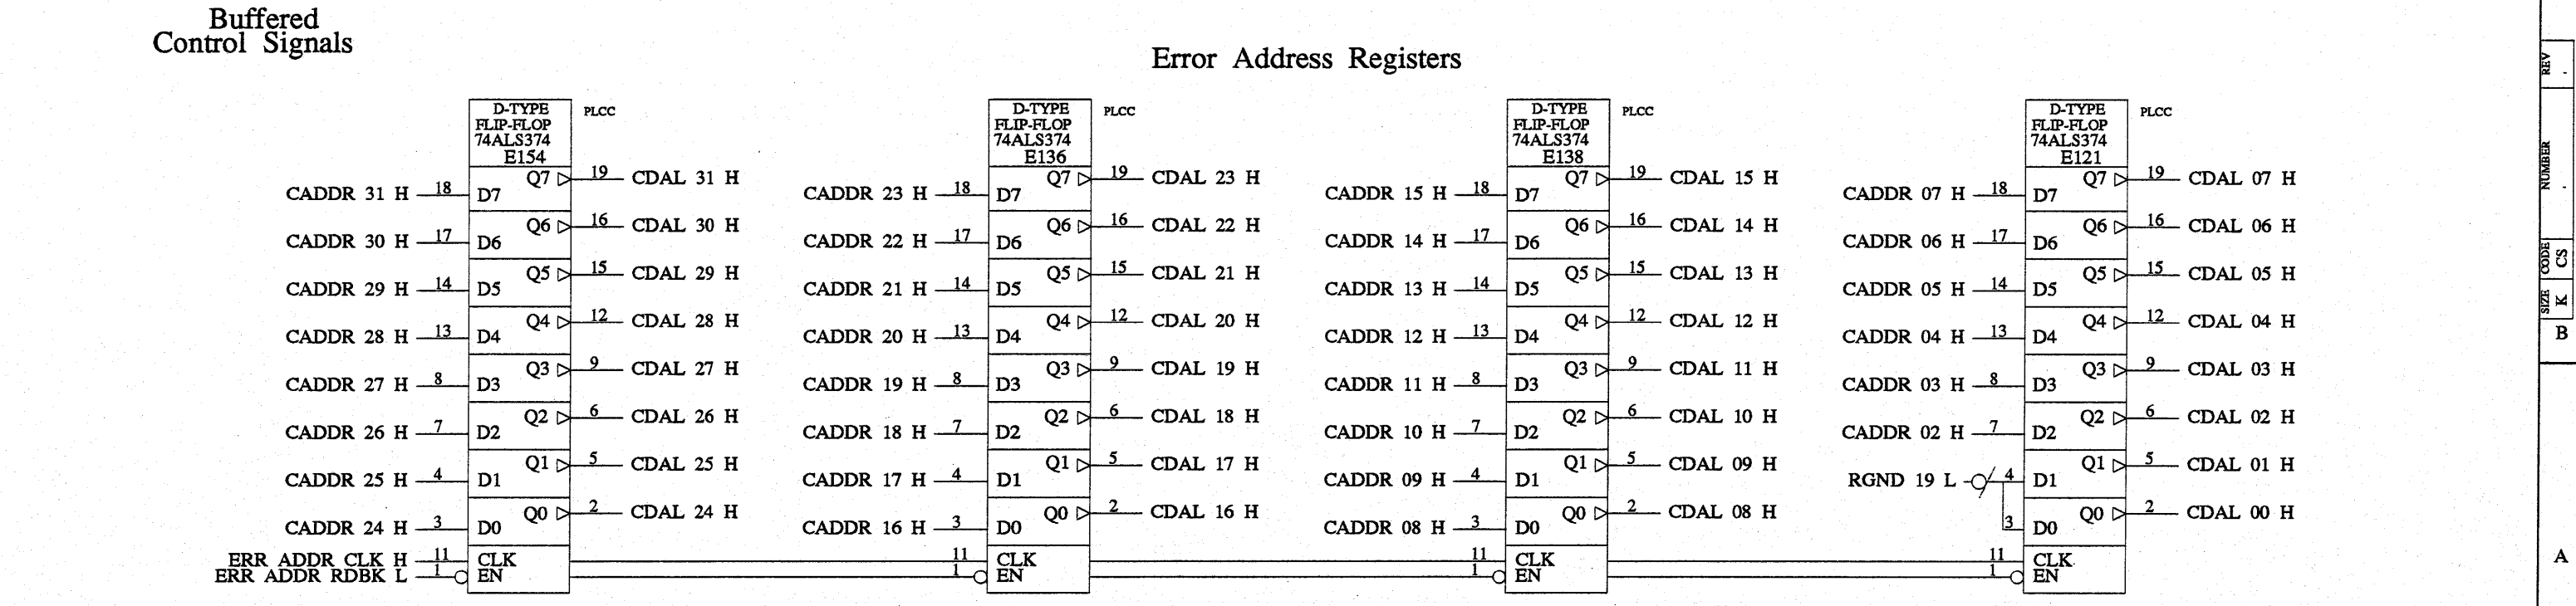 Buffered
Control Signals
Error Address Registers
D-TYPE
FLIP-FLOP
74ALS374
E154
PLCC
Q7 19 CDAL 31 H
CADDR 31 H 18 D7
Q6 16 CDAL 30 H
CADDR 30 H 17 D6
Q5 15 CDAL 29 H
CADDR 29 H 14 D5
Q4 12 CDAL 28 H
CADDR 28 H 13 D4
Q3 9 CDAL 27 H
CADDR 27 H 8 D3
Q2 6 CDAL 26 H
CADDR 26 H 7 D2
Q1 5 CDAL 25 H
CADDR 25 H 4 D1
Q0 2 CDAL 24 H
CADDR 24 H 3 D0
ERR ADDR CLK H 11 CLK
ERR ADDR RDBK L 1 EN
D-TYPE
FLIP-FLOP
74ALS374
E136
PLCC
Q7 19 CDAL 23 H
CADDR 23 H 18 D7
Q6 16 CDAL 22 H
CADDR 22 H 17 D6
Q5 15 CDAL 21 H
CADDR 21 H 14 D5
Q4 12 CDAL 20 H
CADDR 20 H 13 D4
Q3 9 CDAL 19 H
CADDR 19 H 8 D3
Q2 6 CDAL 18 H
CADDR 18 H 7 D2
Q1 5 CDAL 17 H
CADDR 17 H 4 D1
Q0 2 CDAL 16 H
CADDR 16 H 3 D0
11 CLK
1 EN
D-TYPE
FLIP-FLOP
74ALS374
E138
PLCC
Q7 19 CDAL 15 H
CADDR 15 H 18 D7
Q6 16 CDAL 14 H
CADDR 14 H 17 D6
Q5 15 CDAL 13 H
CADDR 13 H 14 D5
Q4 12 CDAL 12 H
CADDR 12 H 13 D4
Q3 9 CDAL 11 H
CADDR 11 H 8 D3
Q2 6 CDAL 10 H
CADDR 10 H 7 D2
Q1 5 CDAL 09 H
CADDR 09 H 4 D1
Q0 2 CDAL 08 H
CADDR 08 H 3 D0
11 CLK
1 EN
D-TYPE
FLIP-FLOP
74ALS374
E121
PLCC
Q7 19 CDAL 07 H
CADDR 07 H 18 D7
Q6 16 CDAL 06 H
CADDR 06 H 17 D6
Q5 15 CDAL 05 H
CADDR 05 H 14 D5
Q4 12 CDAL 04 H
CADDR 04 H 13 D4
Q3 9 CDAL 03 H
CADDR 03 H 8 D3
Q2 6 CDAL 02 H
CADDR 02 H 7 D2
Q1 5 CDAL 01 H
RGND 19 L 4 D1
Q0 2 CDAL 00 H
3 D0
11 CLK
1 EN
REV
NUMBER
CODE
CS
SIZE
K
B
A